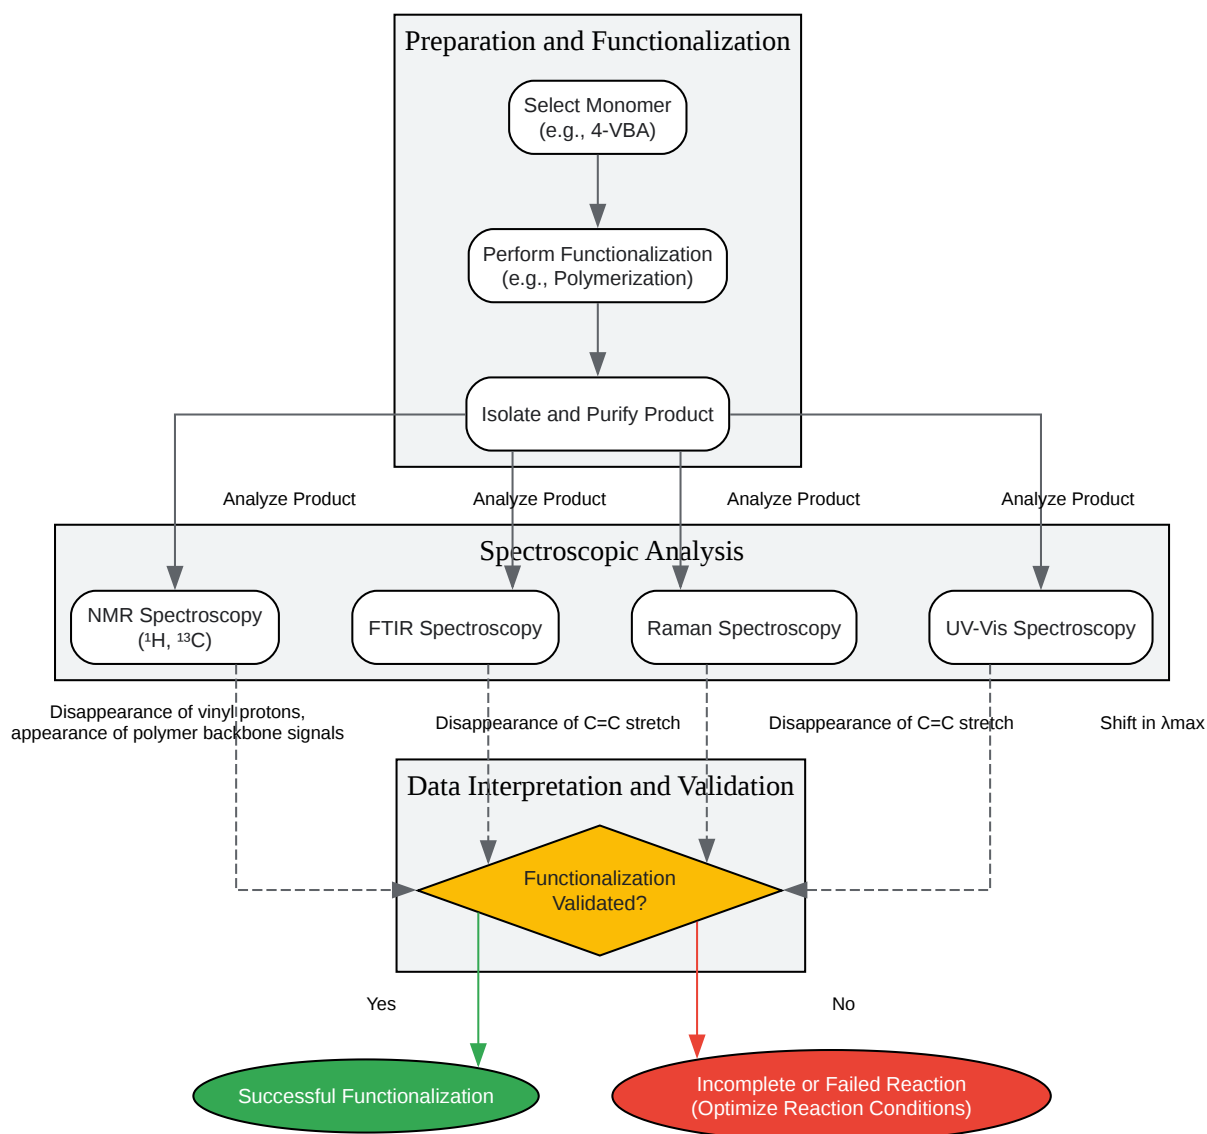 Preparation and Functionalization
Select Monomer
(e.g., 4-VBA)
Perform Functionalization
(e.g., Polymerization)
Isolate and Purify Product
Analyze Product
Analyze Product
Analyze Product
Analyze Product
Spectroscopic Analysis
NMR Spectroscopy
(¹H, ¹³C)
FTIR Spectroscopy
Raman Spectroscopy
UV-Vis Spectroscopy
Disappearance of vinyl protons,
appearance of polymer backbone signals
Disappearance of C=C stretch
Disappearance of C=C stretch
Shift in λmax
Data Interpretation and Validation
Functionalization
Validated?
Yes
No
Successful Functionalization
Incomplete or Failed Reaction
(Optimize Reaction Conditions)